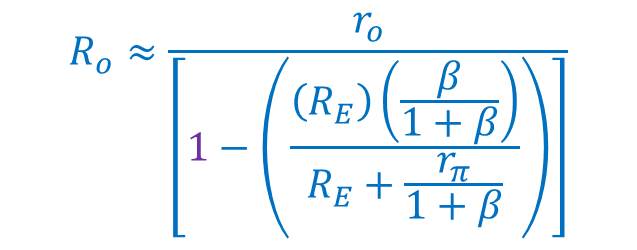 R_o ≈ r_o / [1 − ((R_E)(β / (1 + β)) / (R_E + r_π / (1 + β)))]